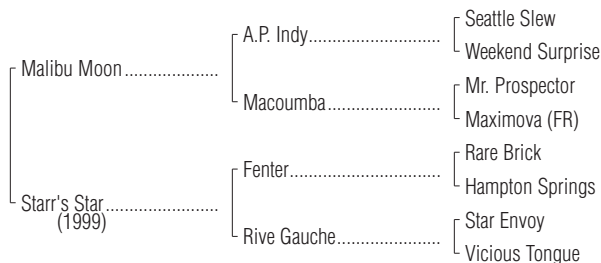 Seattle Slew
A.P. Indy
Weekend Surprise
Malibu Moon
Mr. Prospector
Macoumba
Maximova (FR)
Rare Brick
Fenter
Hampton Springs
Starr's Star
(1999)
Star Envoy
Rive Gauche
Vicious Tongue